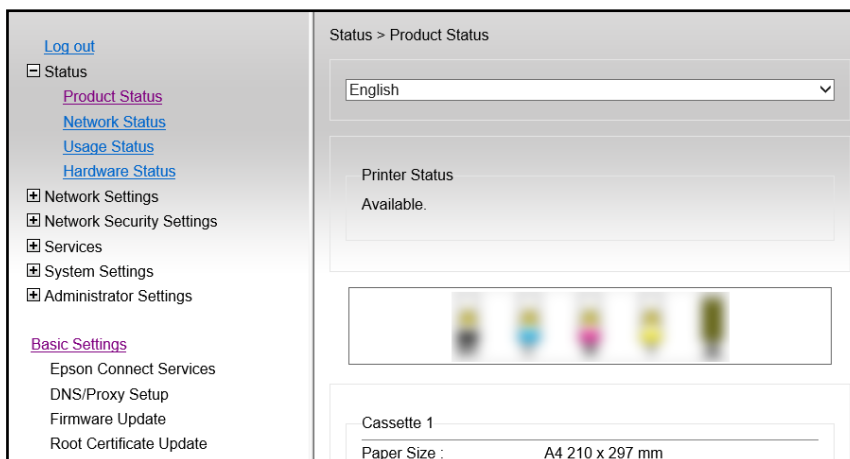 Log out
Status
Product Status
Network Status
Usage Status
Hardware Status
Network Settings
Network Security Settings
Services
System Settings
Administrator Settings
Basic Settings
Epson Connect Services
DNS/Proxy Setup
Firmware Update
Root Certificate Update
Status > Product Status
English
Printer Status
Available.
Cassette 1
Paper Size : A4 210 x 297 mm